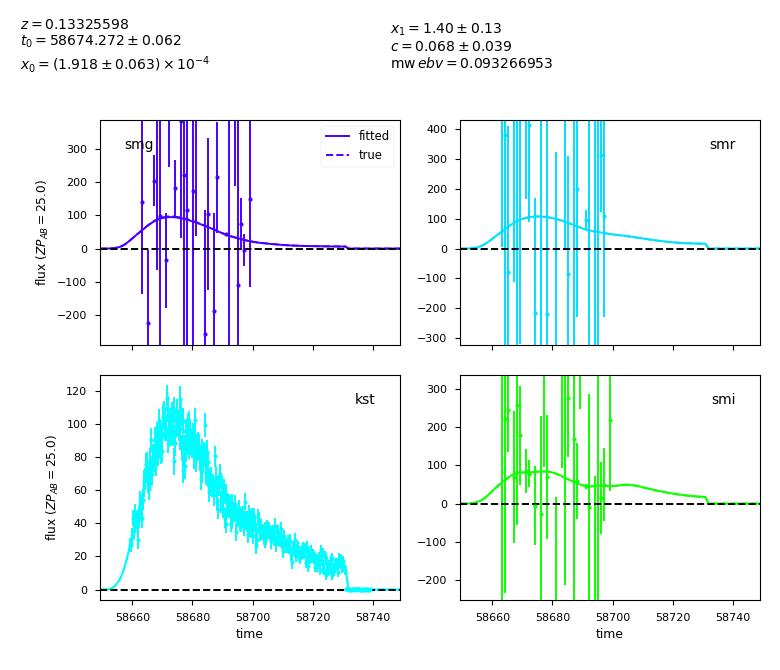 z = 0.13325598
t₀ = 58674.272 ± 0.062
x₀ = (1.918 ± 0.063) × 10⁻⁴
x₁ = 1.40 ± 0.13
c = 0.068 ± 0.039
mw ebv = 0.093266953
smg
fitted
true
300
200
100
0
−100
−200
flux (ZP_AB = 25.0)
smr
400
300
200
100
0
−100
−200
−300
kst
120
100
80
60
40
20
0
flux (ZP_AB = 25.0)
58660 58680 58700 58720 58740
time
smi
300
200
100
0
−100
−200
58660 58680 58700 58720 58740
time